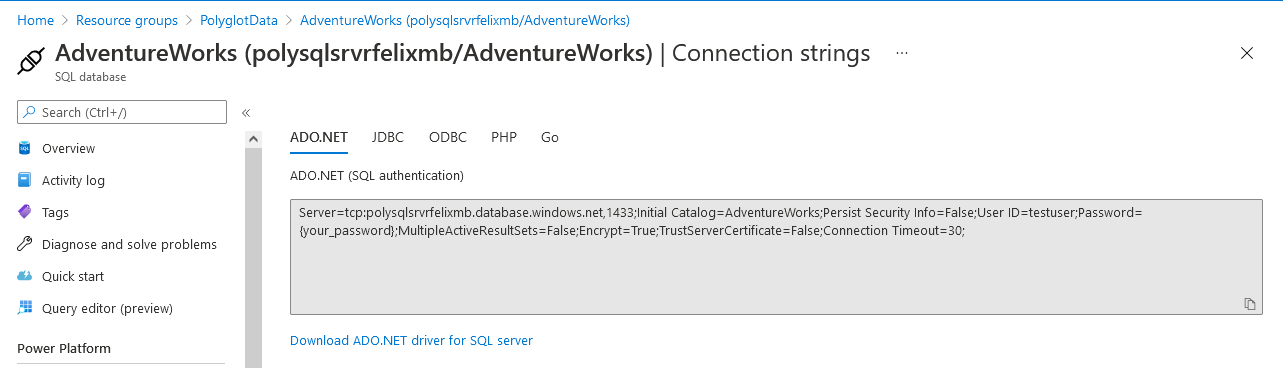 Home > Resource groups > PolyglotData > AdventureWorks (polysqlsrvrfelixmb/AdventureWorks)
AdventureWorks (polysqlsrvrfelixmb/AdventureWorks) | Connection strings ...
SQL database
Search (Ctrl+/) «
Overview
Activity log
Tags
Diagnose and solve problems
Quick start
Query editor (preview)
Power Platform
ADO.NET JDBC ODBC PHP Go
ADO.NET (SQL authentication)
Server=tcp:polysqlsrvrfelixmb.database.windows.net,1433;Initial Catalog=AdventureWorks;Persist Security Info=False;User ID=testuser;Password=
{your_password};MultipleActiveResultSets=False;Encrypt=True;TrustServerCertificate=False;Connection Timeout=30;
Download ADO.NET driver for SQL server